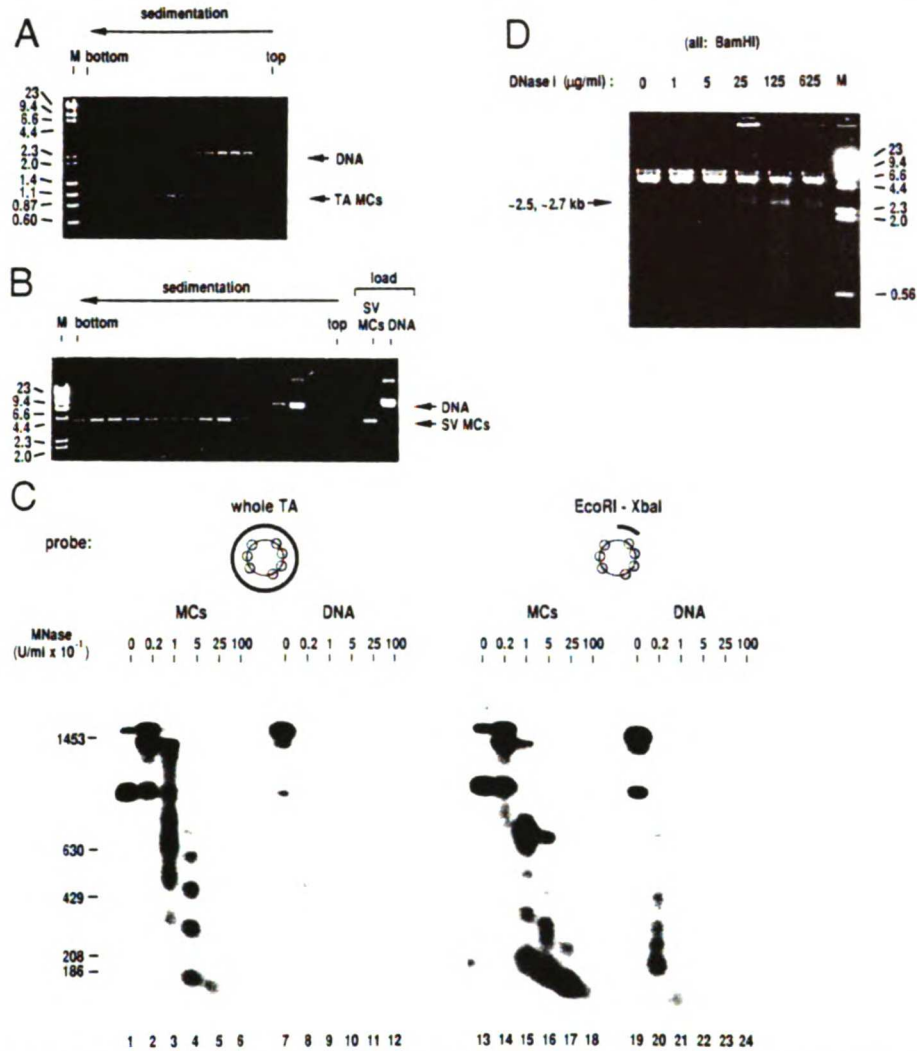 A
sedimentation
M bottom
top
23
9.4
6.6
4.4
2.3
2.0
1.4
1.1
0.87
0.60
DNA
TA MCs
B
sedimentation
load
M bottom
top
SV
MCs DNA
23
9.4
6.6
4.4
2.3
2.0
DNA
SV MCs
D
(all: BamHI)
DNase I (µg/ml) : 0 1 5 25 125 625 M
~2.5, ~2.7 kb
23
9.4
6.6
4.4
2.3
2.0
0.56
C
whole TA
EcoRI - XbaI
probe:
MCs DNA MCs DNA
MNase
(U/ml x 10⁻¹)
0 0.2 1 5 25 100 0 0.2 1 5 25 100 0 0.2 1 5 25 100 0 0.2 1 5 25 100
1453
630
429
208
186
1 2 3 4 5 6 7 8 9 10 11 12 13 14 15 16 17 18 19 20 21 22 23 24